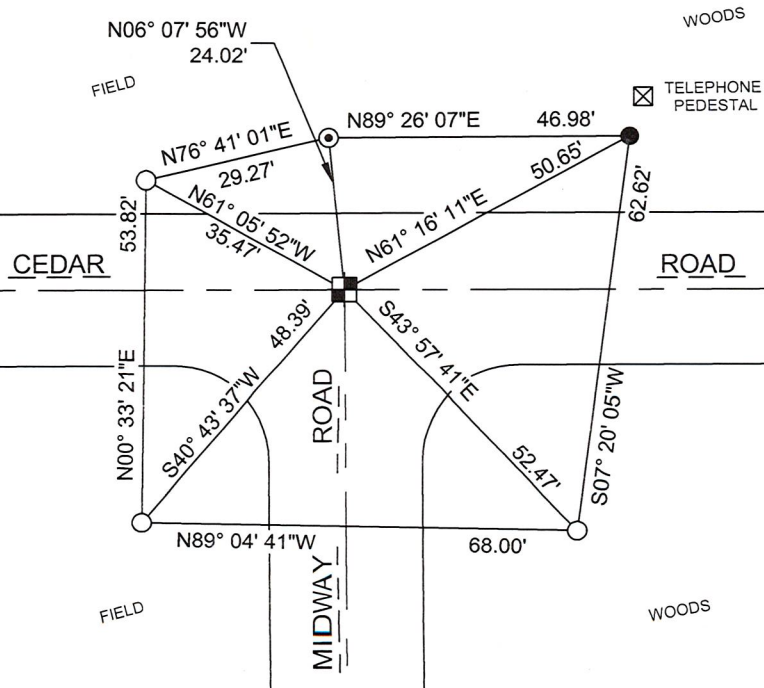 WOODS
N06° 07' 56"W
24.02'
FIELD
TELEPHONE
PEDESTAL
N89° 26' 07"E
46.98'
N76° 41' 01"E
29.27'
50.65'
62.62'
N61° 05' 52"W
35.47'
N61° 16' 11"E
53.82'
CEDAR
ROAD
48.39'
S43° 57' 41"E
N00° 33' 21"E
S40° 43' 37"W
ROAD
S07° 20' 05"W
52.47'
N89° 04' 41"W
68.00'
MIDWAY
FIELD
WOODS